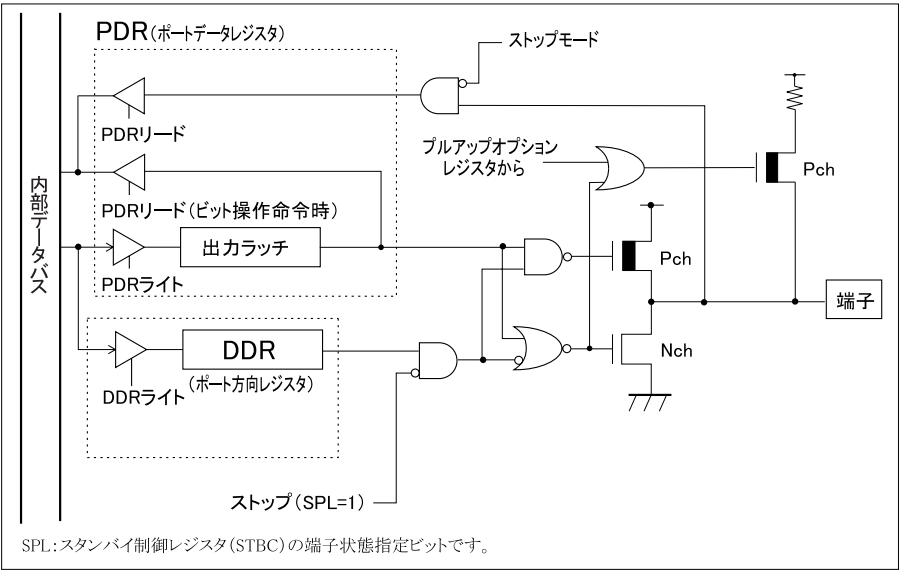 PDR(ポートデータレジスタ)
ストップモード
PDRリード
プルアップオプション
レジスタから
Pch
PDRリード(ビット操作命令時)
内部データバス
出力ラッチ
Pch
PDRライト
端子
DDR
Nch
(ポート方向レジスタ)
DDRライト
ストップ(SPL=1)
SPL:スタンバイ制御レジスタ(STBC)の端子状態指定ビットです。